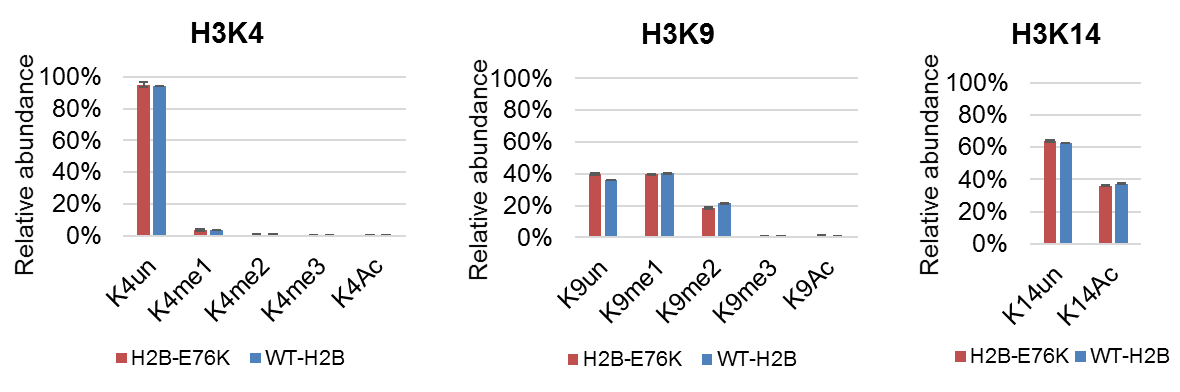 H3K4
Relative abundance
100%
80%
60%
40%
20%
0%
K4un
K4me1
K4me2
K4me3
K4Ac
H2B-E76K
WT-H2B
H3K9
Relative abundance
100%
80%
60%
40%
20%
0%
K9un
K9me1
K9me2
K9me3
K9Ac
H2B-E76K
WT-H2B
H3K14
Relative abundance
100%
80%
60%
40%
20%
0%
K14un
K14Ac
H2B-E76K
WT-H2B